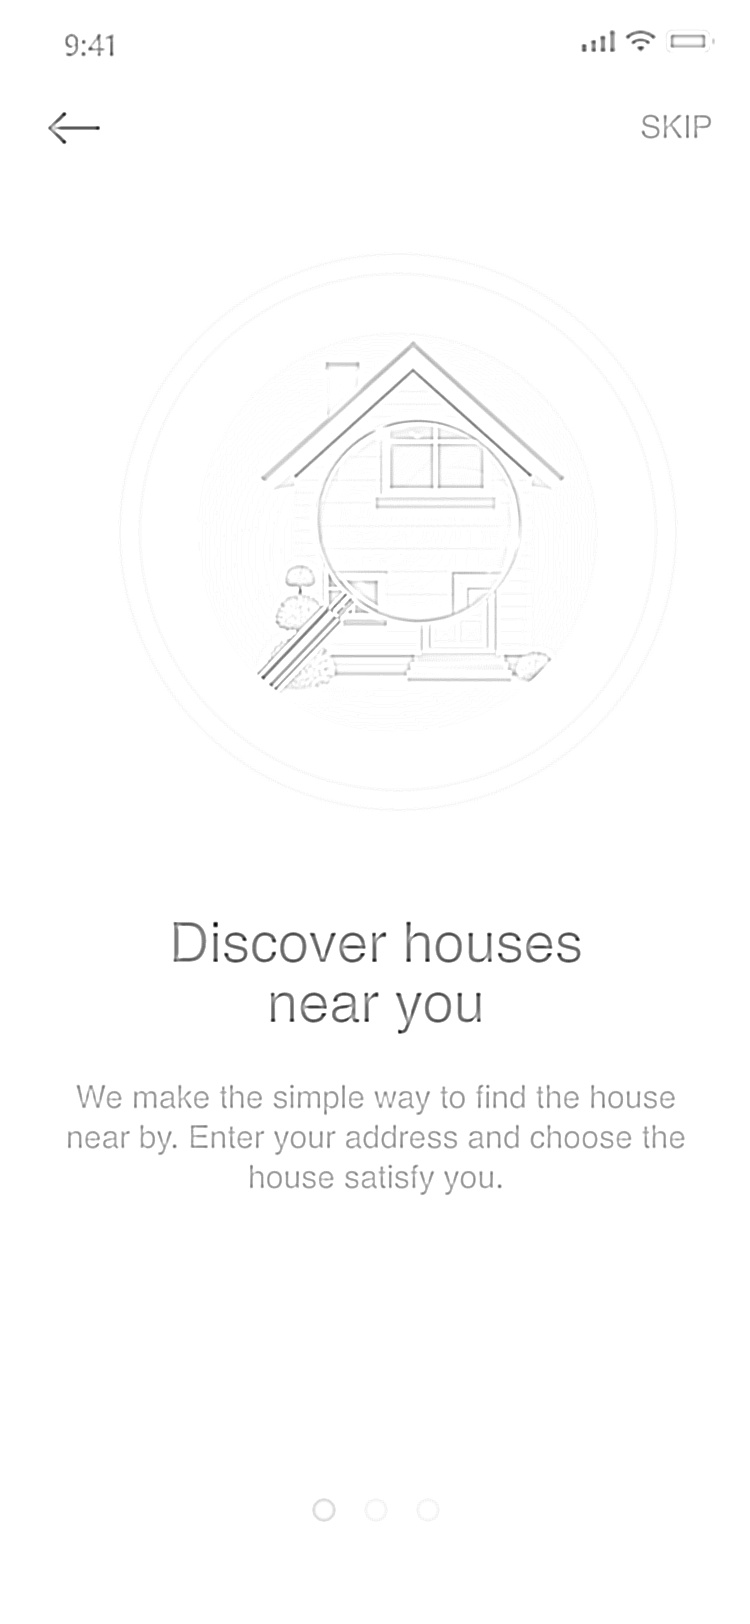 9:41
SKIP
Discover houses
near you
We make the simple way to find the house
near by. Enter your address and choose the
house satisfy you.